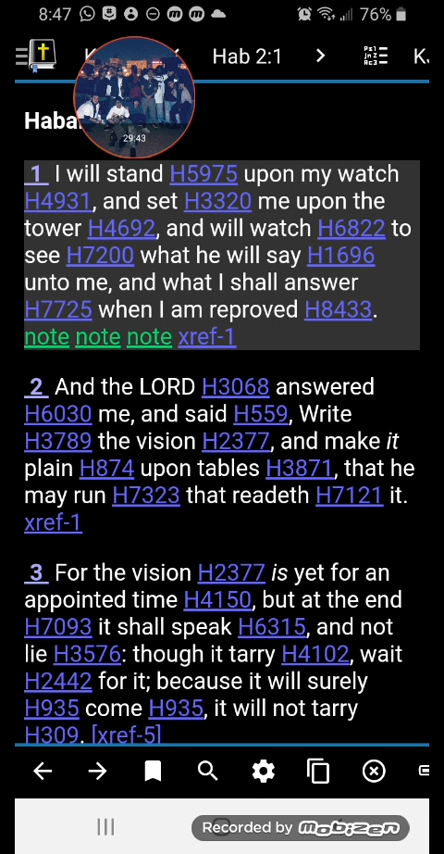 8:47 76%
K Hab 2:1 K
Haba
29:43
1 I will stand H5975 upon my watch
H4931, and set H3320 me upon the
tower H4692, and will watch H6822 to
see H7200 what he will say H1696
unto me, and what I shall answer
H7725 when I am reproved H8433.
note note note xref-1
2 And the LORD H3068 answered
H6030 me, and said H559, Write
H3789 the vision H2377, and make it
plain H874 upon tables H3871, that he
may run H7323 that readeth H7121 it.
xref-1
3 For the vision H2377 is yet for an
appointed time H4150, but at the end
H7093 it shall speak H6315, and not
lie H3576: though it tarry H4102, wait
H2442 for it; because it will surely
H935 come H935, it will not tarry
H309. [xref-5]
Recorded by Mobizen